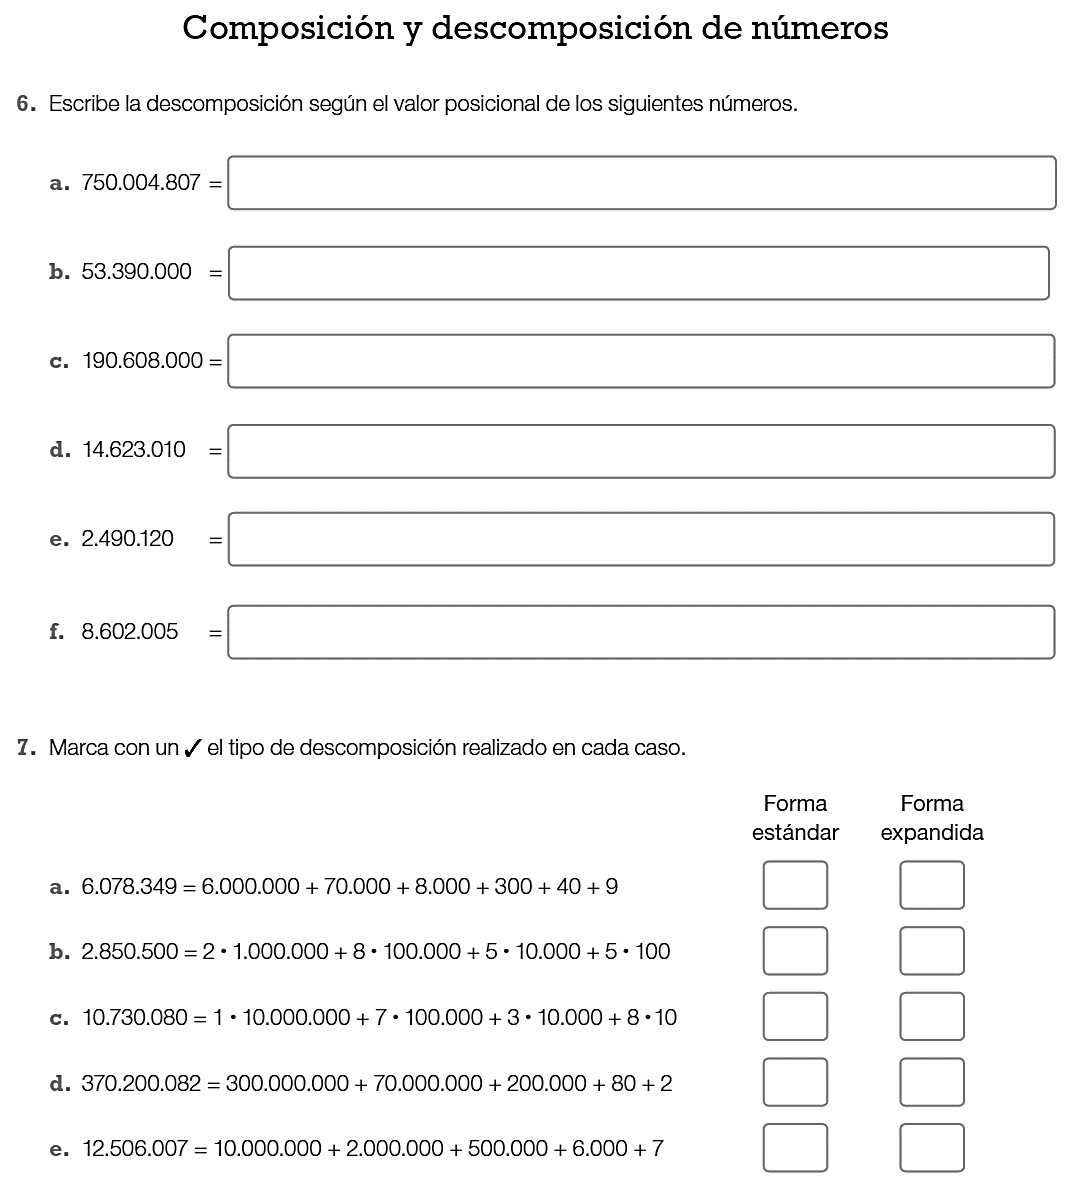 Composición y descomposición de números
6. Escribe la descomposición según el valor posicional de los siguientes números.
a. 750.004.807 =
b. 53.390.000 =
c. 190.608.000 =
d. 14.623.010 =
e. 2.490.120 =
f. 8.602.005 =
7. Marca con un ✓ el tipo de descomposición realizado en cada caso.
Forma estándar
Forma expandida
a. 6.078.349 = 6.000.000 + 70.000 + 8.000 + 300 + 40 + 9
b. 2.850.500 = 2 • 1.000.000 + 8 • 100.000 + 5 • 10.000 + 5 • 100
c. 10.730.080 = 1 • 10.000.000 + 7 • 100.000 + 3 • 10.000 + 8 • 10
d. 370.200.082 = 300.000.000 + 70.000.000 + 200.000 + 80 + 2
e. 12.506.007 = 10.000.000 + 2.000.000 + 500.000 + 6.000 + 7